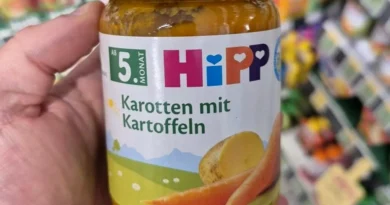 AB
5.
MONAT
HiPP
Karotten mit
Kartoffeln